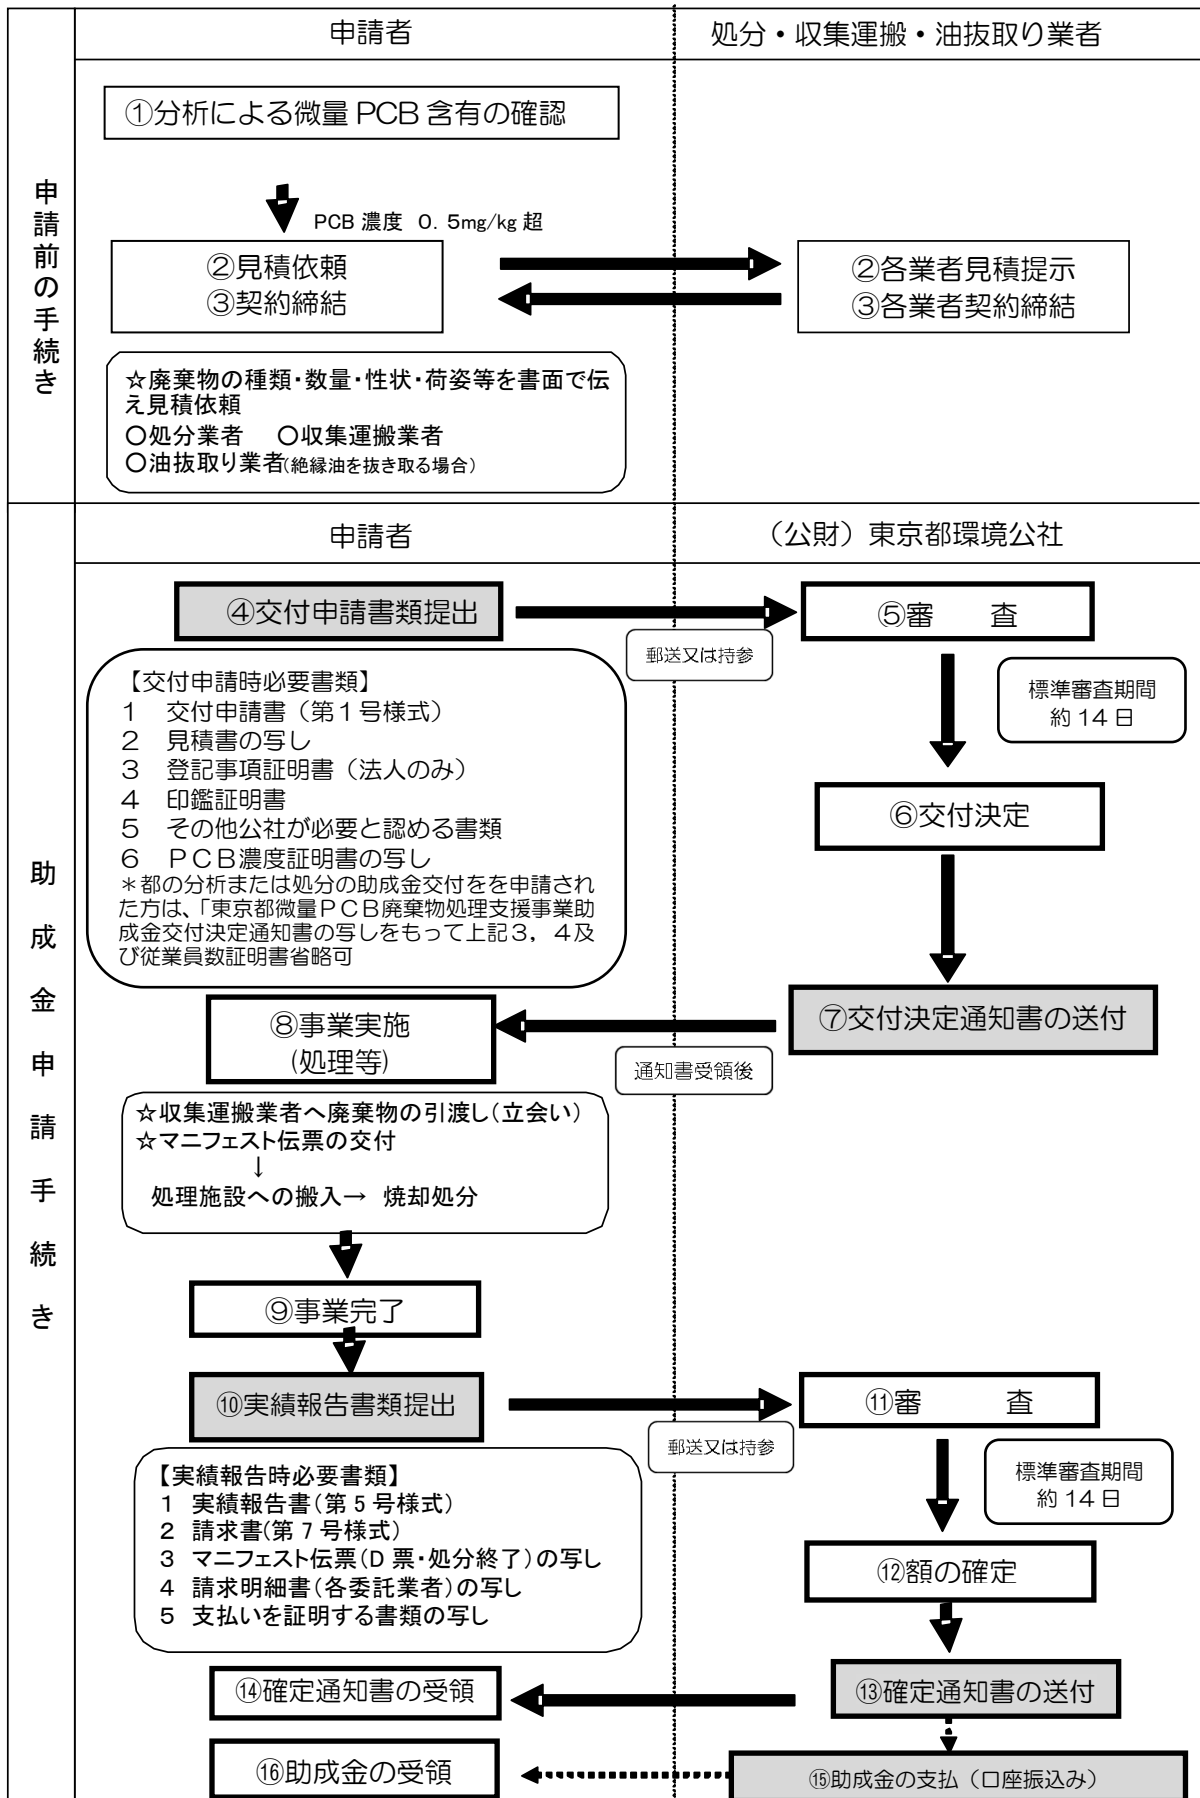 申請者
処分・収集運搬・油抜取り業者
申請前の手続き
①分析による微量 PCB 含有の確認
PCB 濃度 ０．5mg/kg 超
②見積依頼
③契約締結
②各業者見積提示
③各業者契約締結
☆廃棄物の種類・数量・性状・荷姿等を書面で伝
え見積依頼
〇処分業者　〇収集運搬業者
〇油抜取り業者(絶縁油を抜き取る場合)
申請者
（公財）東京都環境公社
助成金申請手続き
④交付申請書類提出
郵送又は持参
⑤審　　査
標準審査期間
約 14 日
【交付申請時必要書類】
１　交付申請書（第１号様式）
２　見積書の写し
３　登記事項証明書（法人のみ）
４　印鑑証明書
５　その他公社が必要と認める書類
６　ＰＣＢ濃度証明書の写し
＊都の分析または処分の助成金交付をを申請され
た方は、「東京都微量ＰＣＢ廃棄物処理支援事業助
成金交付決定通知書の写しをもって上記３，４及
び従業員数証明書省略可
⑥交付決定
⑦交付決定通知書の送付
通知書受領後
⑧事業実施
(処理等)
☆収集運搬業者へ廃棄物の引渡し（立会い）
☆マニフェスト伝票の交付
↓
処理施設への搬入→ 焼却処分
⑨事業完了
⑩実績報告書類提出
郵送又は持参
⑪審　　査
標準審査期間
約 14 日
【実績報告時必要書類】
１ 実績報告書（第 5 号様式）
２ 請求書(第 7 号様式）
３ マニフェスト伝票(D 票・処分終了）の写し
４ 請求明細書(各委託業者)の写し
５ 支払いを証明する書類の写し
⑫額の確定
⑬確定通知書の送付
⑭確定通知書の受領
⑮助成金の支払（口座振込み）
⑯助成金の受領